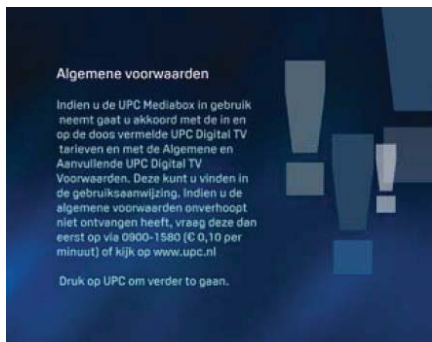 Algemene voorwaarden
Indien u de UPC Mediabox in gebruik
neemt gaat u akkoord met de in en
op de doos vermelde UPC Digital TV
tarieven en met de Algemene en
Aanvullende UPC Digital TV
Voorwaarden. Deze kunt u vinden in
de gebruiksaanwijzing. Indien u de
algemene voorwaarden onverhoopt
niet ontvangen heeft, vraag deze dan
eerst op via 0900-1580 (€ 0,10 per
minuut) of kijk op www.upc.nl
Druk op UPC om verder te gaan.